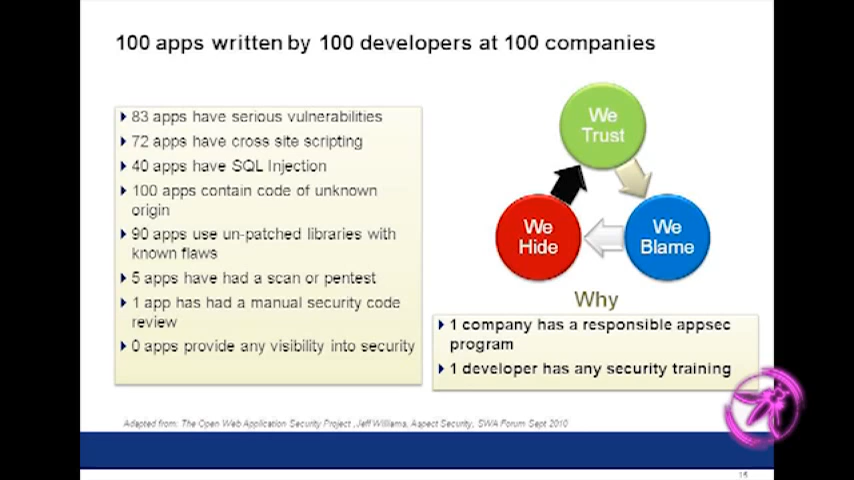 100 apps written by 100 developers at 100 companies
83 apps have serious vulnerabilities
72 apps have cross site scripting
40 apps have SQL Injection
100 apps contain code of unknown
origin
90 apps use un-patched libraries with
known flaws
5 apps have had a scan or pentest
1 app has had a manual security code
review
0 apps provide any visibility into security
We
Trust
We
Hide
We
Blame
Why
1 company has a responsible appsec
program
1 developer has any security training
Adapted from: The Open Web Application Security Project , Jeff Williams, Aspect Security, SWA Forum Sept 2010
15